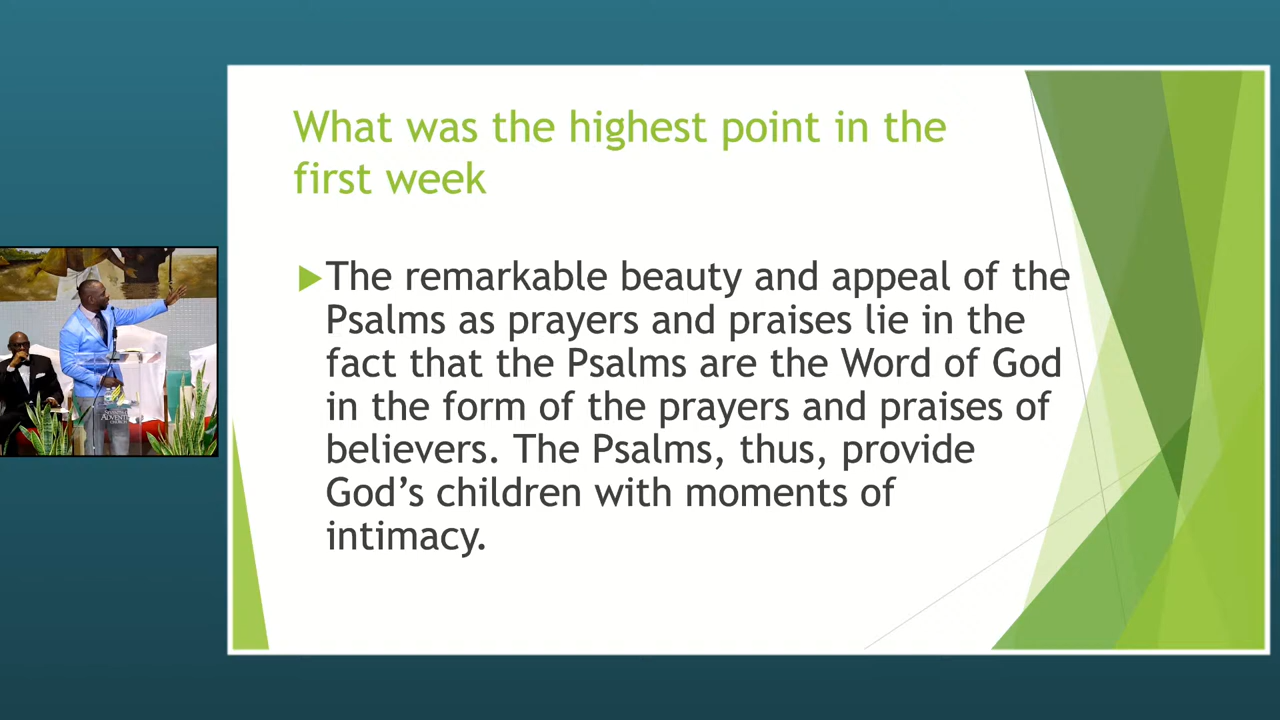 What was the highest point in the
first week
The remarkable beauty and appeal of the
Psalms as prayers and praises lie in the
fact that the Psalms are the Word of God
in the form of the prayers and praises of
believers. The Psalms, thus, provide
God’s children with moments of
intimacy.